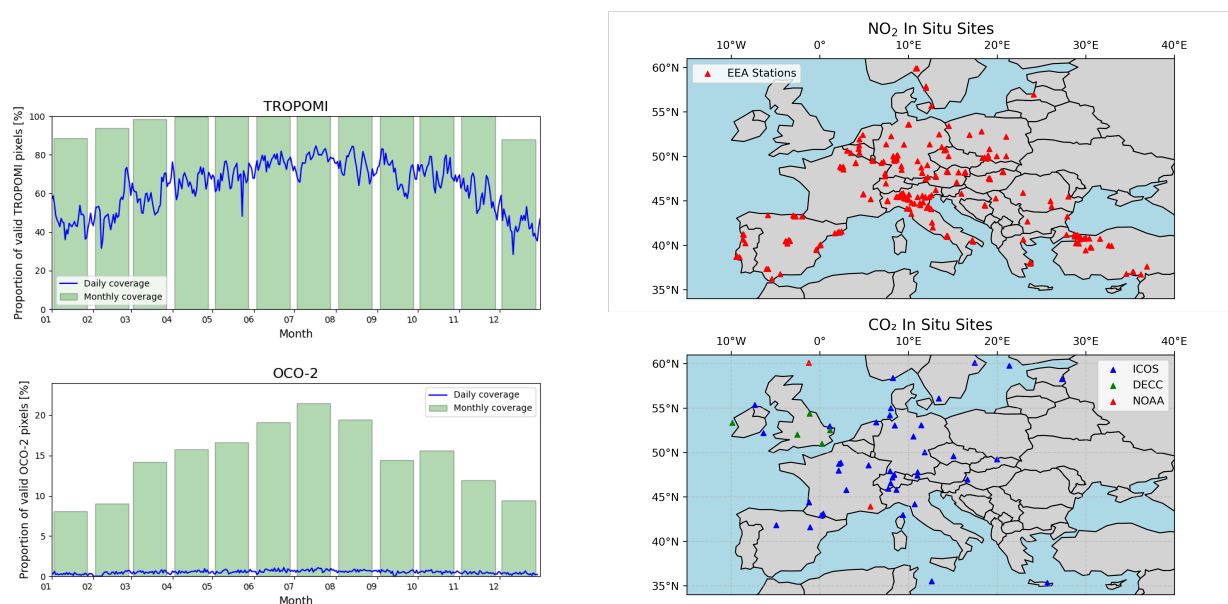 TROPOMI
Proportion of valid TROPOMI pixels [%]
100
80
60
40
20
0
Daily coverage
Monthly coverage
01 02 03 04 05 06 07 08 09 10 11 12
Month
OCO-2
Proportion of valid OCO-2 pixels [%]
20
15
10
5
0
Daily coverage
Monthly coverage
01 02 03 04 05 06 07 08 09 10 11 12
Month
NO₂ In Situ Sites
10°W 0° 10°E 20°E 30°E 40°E
60°N
55°N
50°N
45°N
40°N
35°N
EEA Stations
CO₂ In Situ Sites
10°W 0° 10°E 20°E 30°E 40°E
60°N
55°N
50°N
45°N
40°N
35°N
ICOS
DECC
NOAA